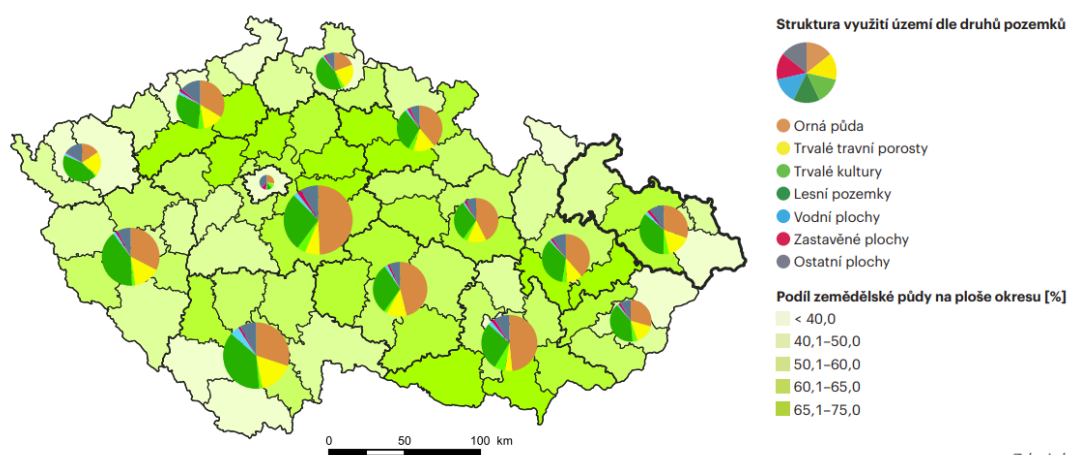 Struktura využití území dle druhů pozemků
Orná půda
Trvalé travní porosty
Trvalé kultury
Lesní pozemky
Vodní plochy
Zastavěné plochy
Ostatní plochy
Podíl zemědělské půdy na ploše okresu [%]
< 40,0
40,1–50,0
50,1–60,0
60,1–65,0
65,1–75,0
0 50 100 km